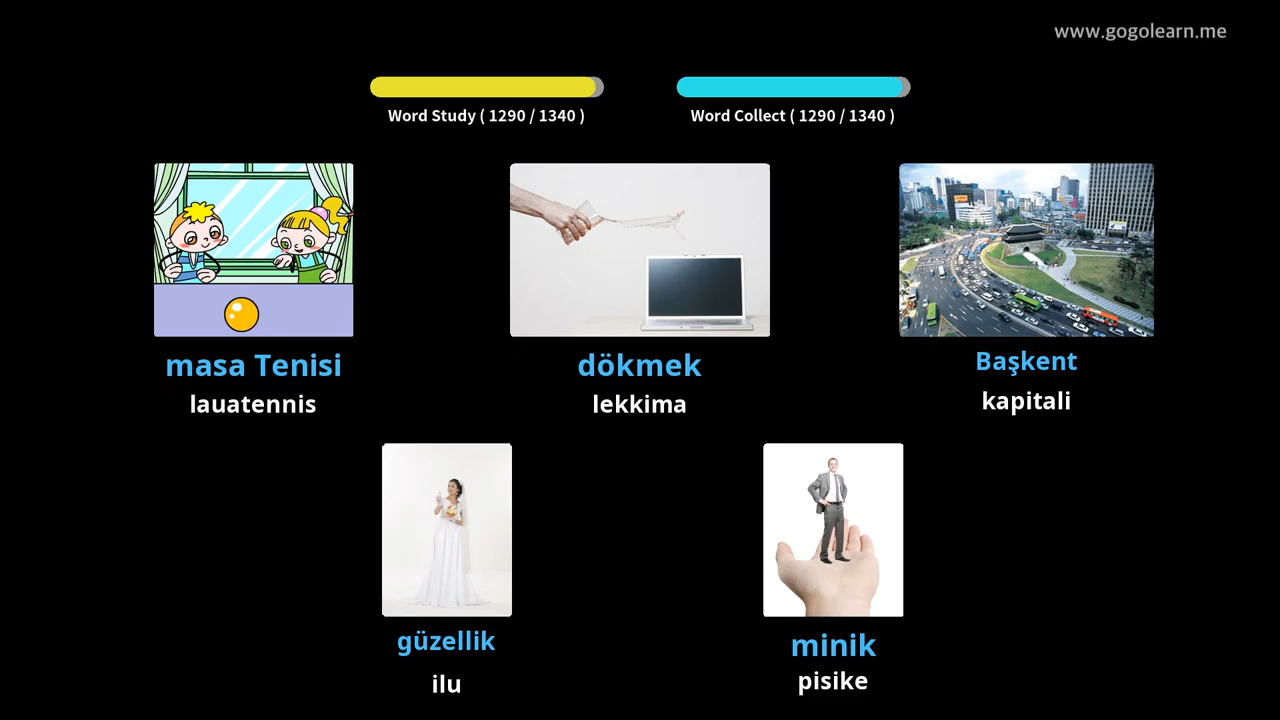 www.gogolearn.me
Word Study ( 1290 / 1340 )
Word Collect ( 1290 / 1340 )
masa Tenisi
lauatennis
dökmek
lekkima
Başkent
kapitali
güzellik
ilu
minik
pisike